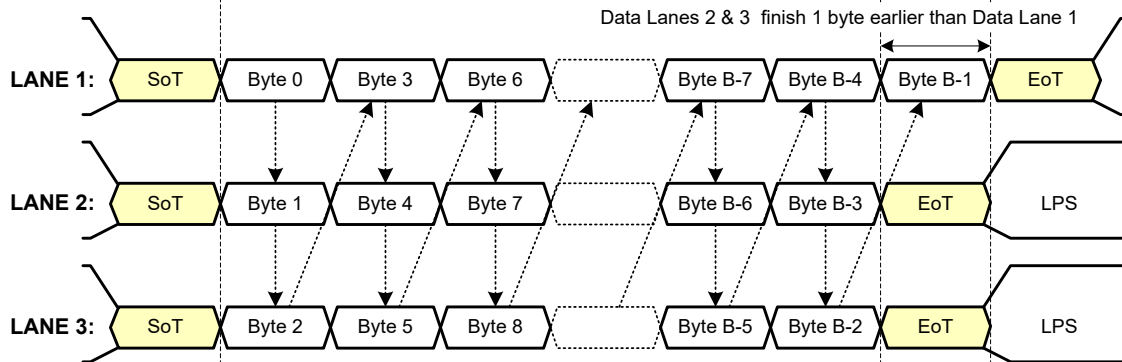 Data Lanes 2 & 3 finish 1 byte earlier than Data Lane 1
LANE 1: SoT Byte 0 Byte 3 Byte 6 Byte B-7 Byte B-4 Byte B-1 EoT
LANE 2: SoT Byte 1 Byte 4 Byte 7 Byte B-6 Byte B-3 EoT LPS
LANE 3: SoT Byte 2 Byte 5 Byte 8 Byte B-5 Byte B-2 EoT LPS